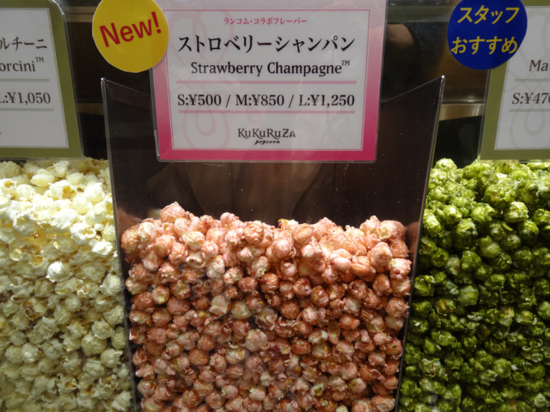 ルチーニ
orcini™
L:¥1,050
New!
ランコム・コラボフレーバー
ストロベリーシャンパン
Strawberry Champagne™
S:¥500 / M:¥850 / L:¥1,250
KuKuRuZa
popcorn
スタッフ
おすすめ
Ma
S:¥470